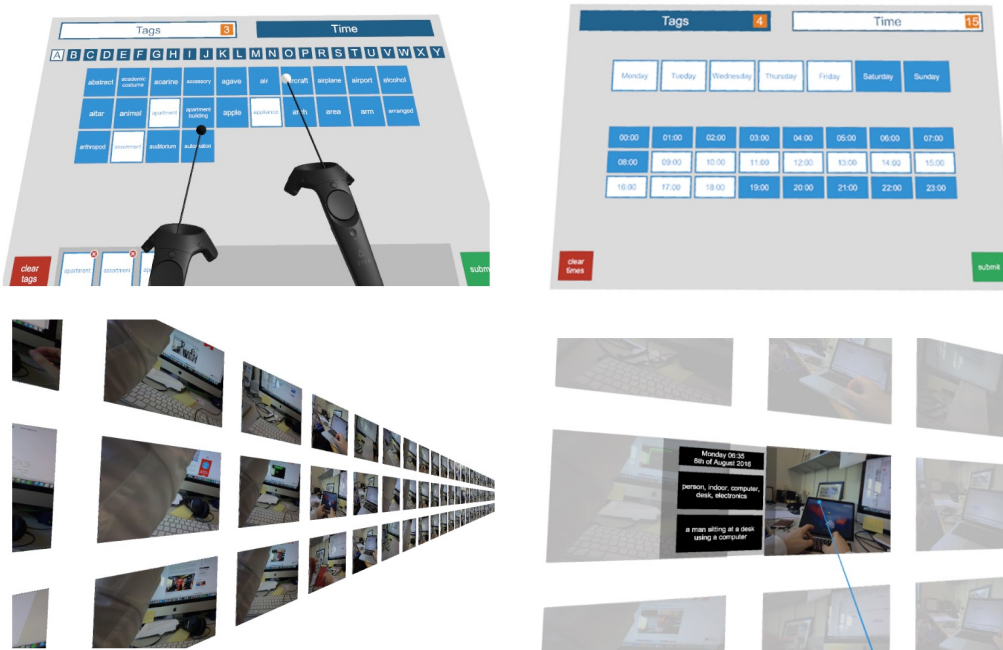 Tags 3 Time
A B C D E F G H I J K L M N O P R S T U V W X Y
abstract academic costume acarine accessory agave air aircraft airplane airport alcohol
altar animal apartment apartment building apple appliance arch area arm arranged
arthropod assortment auditorium automaton
clear tags
apartment assortment
Tags 4 Time 15
Monday Tuesday Wednesday Thursday Friday Saturday Sunday
00:00 01:00 02:00 03:00 04:00 05:00 06:00 07:00
08:00 09:00 10:00 11:00 12:00 13:00 14:00 15:00
16:00 17:00 18:00 19:00 20:00 21:00 22:00 23:00
clear
times
submit
Monday 06:35
person, indoor, computer,
desk, electronics
a man sitting at a desk
using a computer